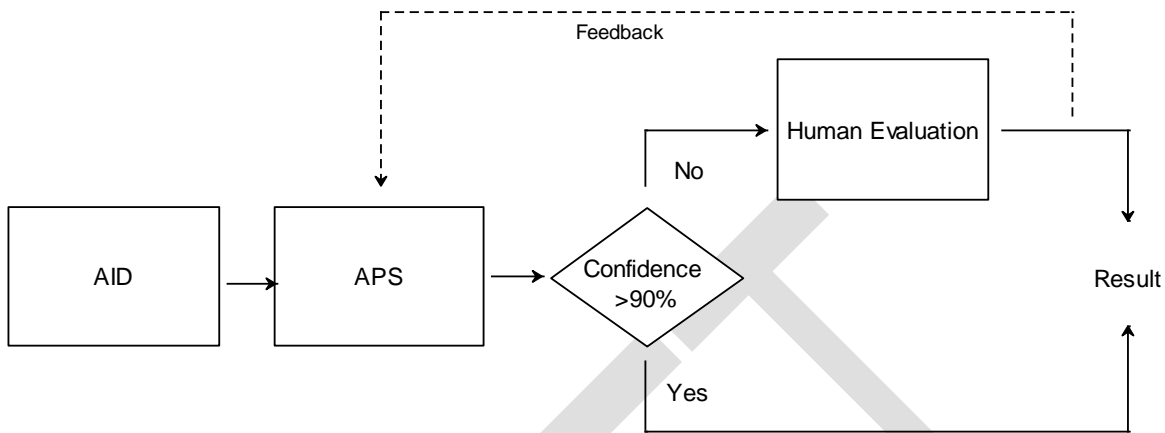 Feedback
Human Evaluation
No
AID
APS
Confidence
>90%
Result
Yes